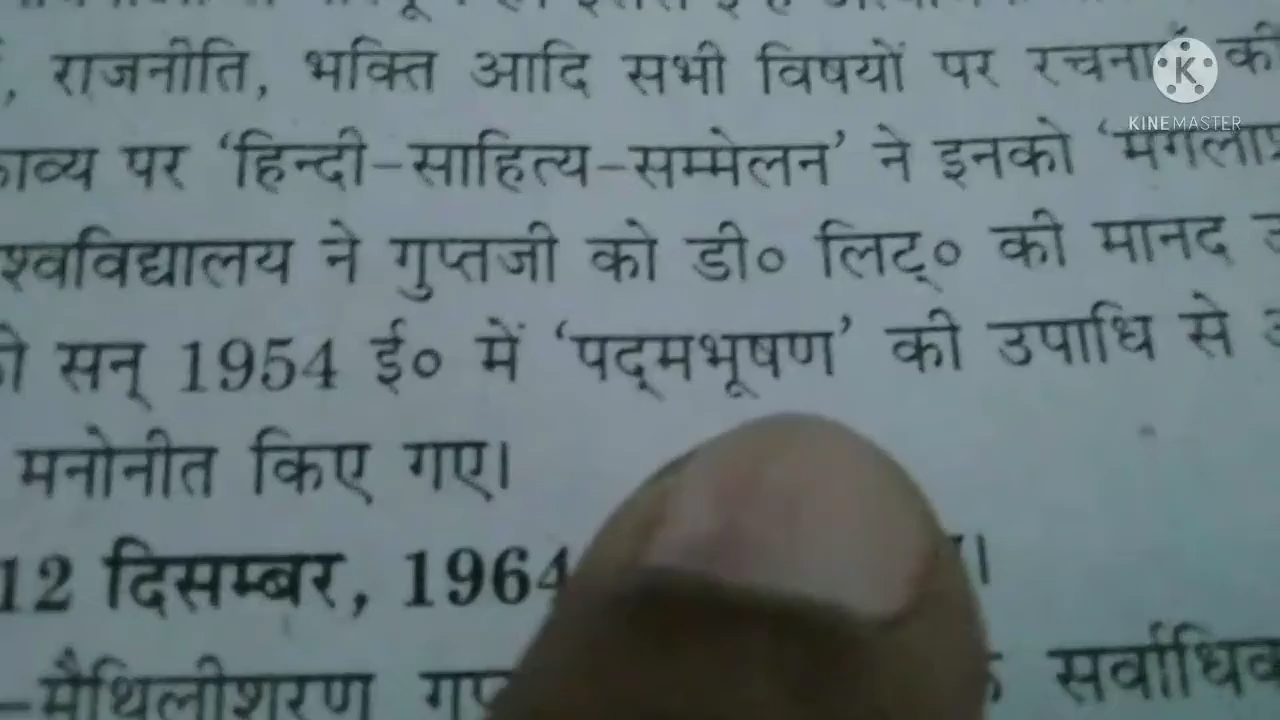 , राजनीति, भक्ति आदि सभी विषयों पर रचनाएँ की
काव्य पर ‘हिन्दी-साहित्य-सम्मेलन’ ने इनको
श्वविद्यालय ने गुप्तजी को डी० लिट्० की मानद
सन् 1954 ई० में ‘पद्मभूषण’ की उपाधि से
मनोनीत किए गए।
12 दिसम्बर, 1964
–मैथिलीशरण
KINEMASTER